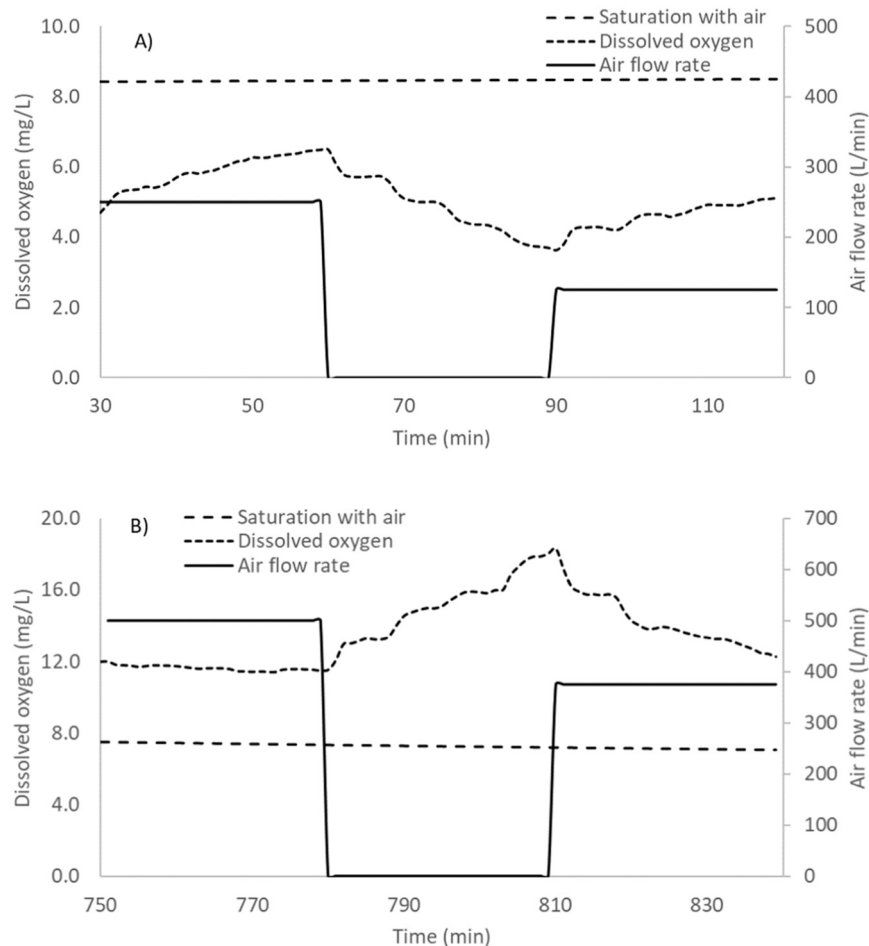 A)
Saturation with air
Dissolved oxygen
Air flow rate
Dissolved oxygen (mg/L)
10.0
8.0
6.0
4.0
2.0
0.0
500
400
300
200
100
0
Air flow rate (L/min)
30 50 70 90 110
Time (min)
B)
Saturation with air
Dissolved oxygen
Air flow rate
Dissolved oxygen (mg/L)
20.0
16.0
12.0
8.0
4.0
0.0
700
600
500
400
300
200
100
0
Air flow rate (L/min)
750 770 790 810 830
Time (min)